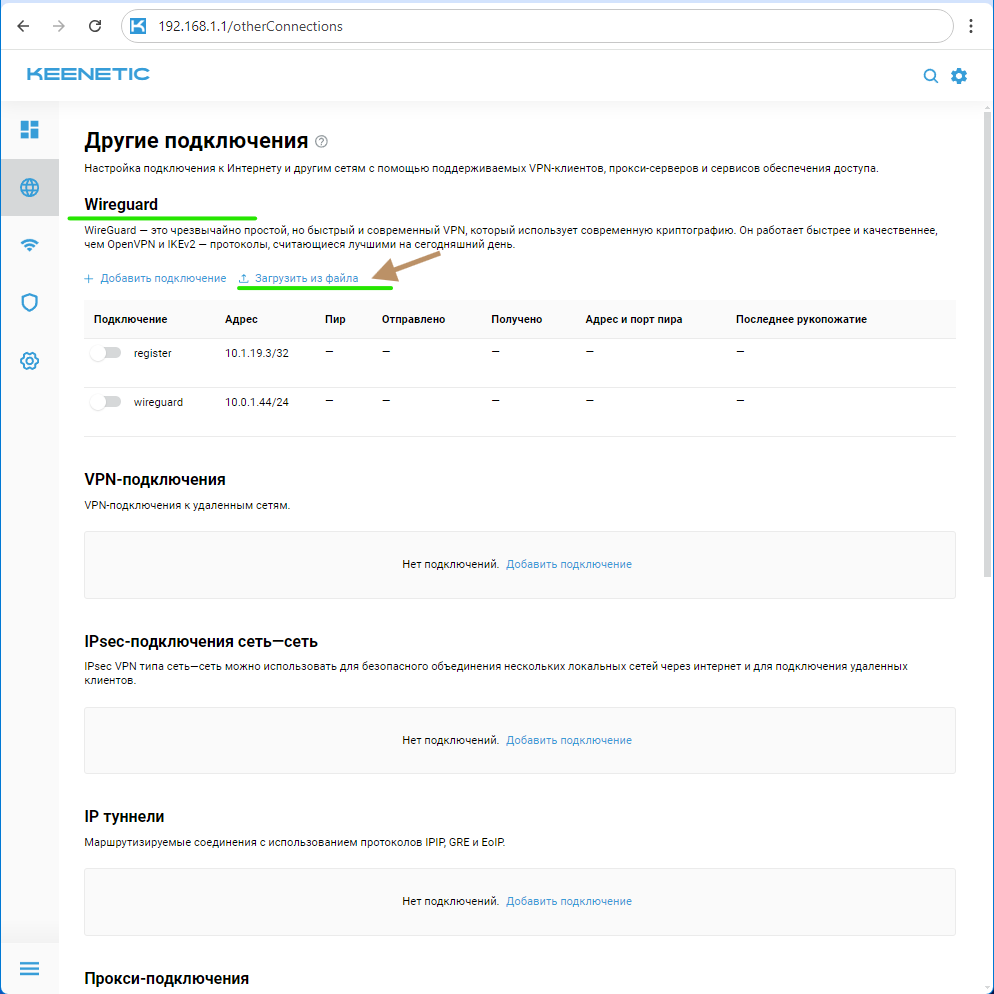 192.168.1.1/otherConnections
KEENETIC
Другие подключения ?
Настройка подключения к Интернету и другим сетям с помощью поддерживаемых VPN-клиентов, прокси-серверов и сервисов обеспечения доступа.
Wireguard
WireGuard — это чрезвычайно простой, но быстрый и современный VPN, который использует современную криптографию. Он работает быстрее и качественнее,
чем OpenVPN и IKEv2 — протоколы, считающиеся лучшими на сегодняшний день.
+ Добавить подключение Загрузить из файла
Подключение Адрес Пир Отправлено Получено Адрес и порт пира Последнее рукопожатие
register 10.1.19.3/32 — — — — —
wireguard 10.0.1.44/24 — — — — —
VPN-подключения
VPN-подключения к удаленным сетям.
Нет подключений. Добавить подключение
IPsec-подключения сеть—сеть
IPsec VPN типа сеть—сеть можно использовать для безопасного объединения нескольких локальных сетей через интернет и для подключения удаленных
клиентов.
Нет подключений. Добавить подключение
IP туннели
Маршрутизируемые соединения с использованием протоколов IPIP, GRE и EoIP.
Нет подключений. Добавить подключение
Прокси-подключения